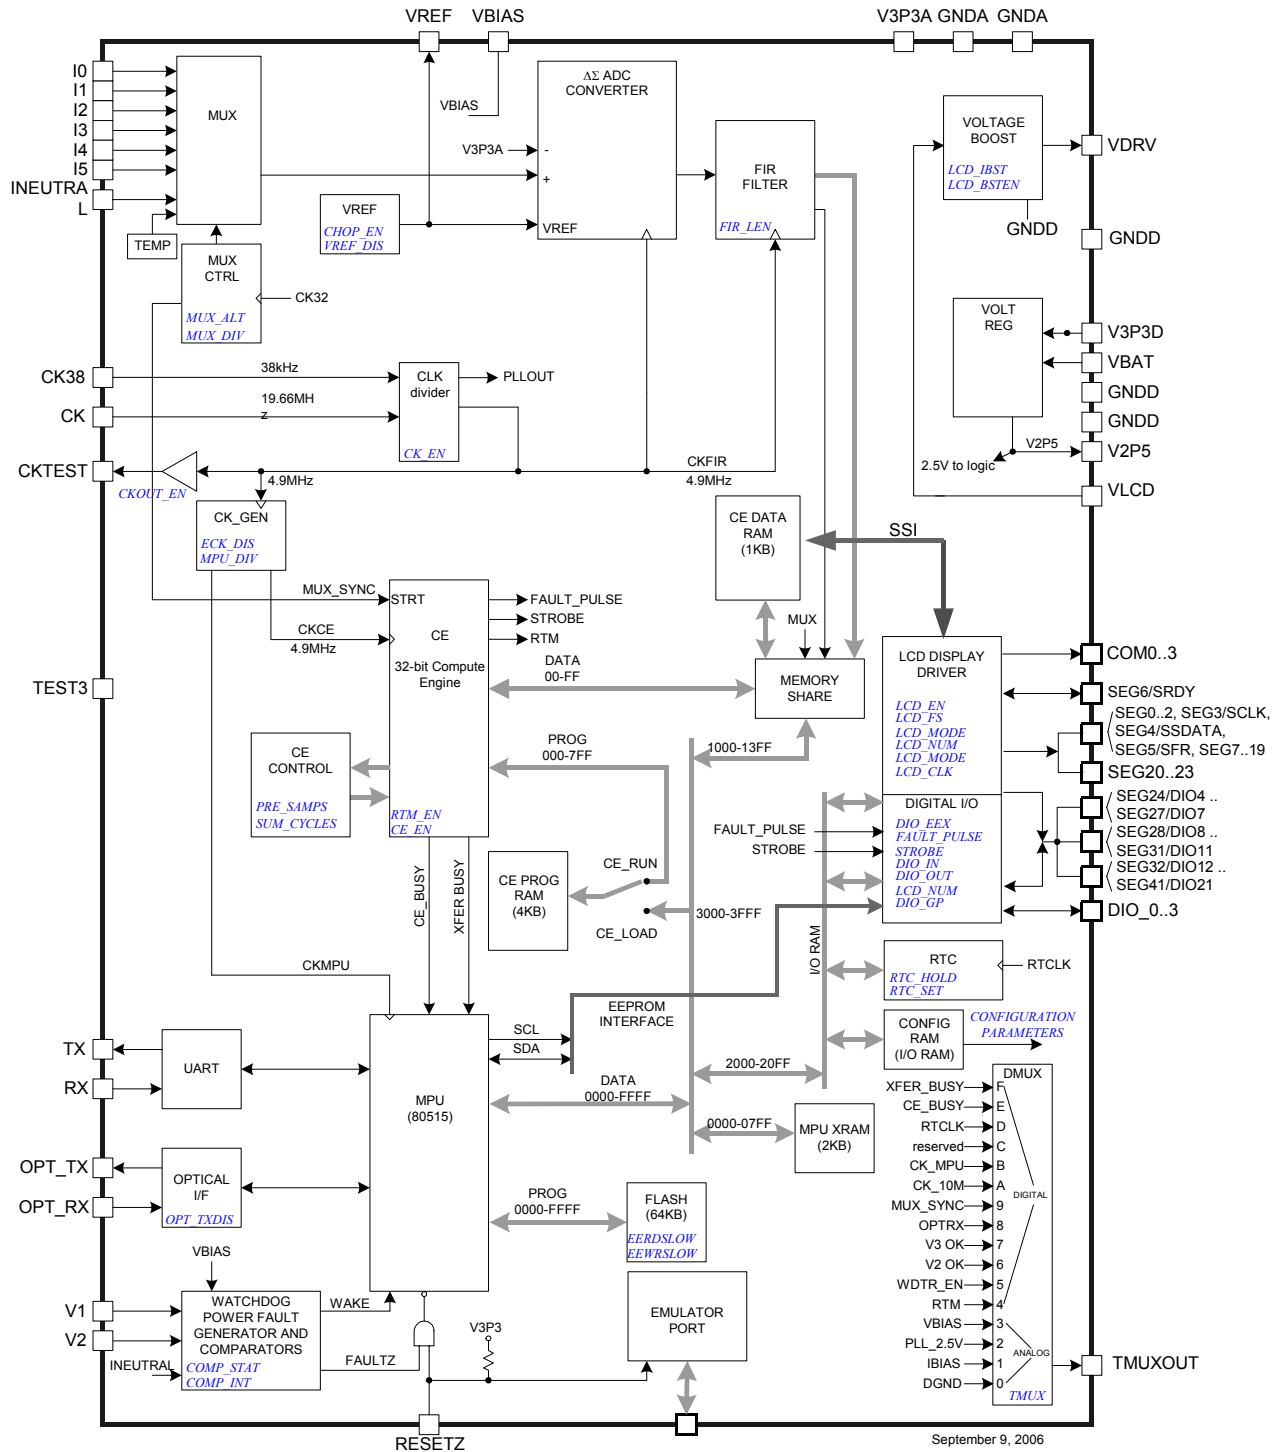 VREF VBIAS V3P3A GNDA GNDA
I0
I1
I2
I3
I4
I5
INEUTRA
L
MUX
TEMP
MUX
CTRL
MUX_ALT
MUX_DIV
CK32
VBIAS
V3P3A
VREF
CHOP_EN
VREF_DIS
ΔΣ ADC
CONVERTER
-
+
VREF
FIR
FILTER
FIR_LEN
VOLTAGE
BOOST
LCD_IBST
LCD_BSTEN
GNDD
VDRV
GNDD
VOLT
REG
V3P3D
VBAT
GNDD
GNDD
V2P5
V2P5
2.5V to logic
VLCD
CK38
38kHz
CK
19.66MH
z
CLK
divider
CK_EN
PLLOUT
CKTEST
CKOUT_EN
4.9MHz
CKFIR
4.9MHz
CK_GEN
ECK_DIS
MPU_DIV
CE DATA
RAM
(1KB)
SSI
MUX_SYNC
STRT
CKCE
4.9MHz
CE
32-bit Compute
Engine
RTM_EN
CE_EN
FAULT_PULSE
STROBE
RTM
DATA
00-FF
MUX
MEMORY
SHARE
TEST3
LCD DISPLAY
DRIVER
LCD_EN
LCD_FS
LCD_MODE
LCD_NUM
LCD_MODE
LCD_CLK
COM0..3
SEG6/SRDY
SEG0..2, SEG3/SCLK,
SEG4/SSDATA,
SEG5/SFR, SEG7..19
SEG20..23
CE
CONTROL
PRE_SAMPS
SUM_CYCLES
PROG
000-7FF
1000-13FF
DIGITAL I/O
DIO_EEX
FAULT_PULSE
STROBE
DIO_IN
DIO_OUT
LCD_NUM
DIO_GP
FAULT_PULSE
STROBE
SEG24/DIO4 ..
SEG27/DIO7
SEG28/DIO8 ..
SEG31/DIO11
SEG32/DIO12 ..
SEG41/DIO21
DIO_0..3
CE_BUSY
XFER BUSY
CE PROG
RAM
(4KB)
CE_RUN
CE_LOAD
3000-3FFF
I/O RAM
CKMPU
RTC
RTC_HOLD
RTC_SET
RTCLK
EEPROM
INTERFACE
CONFIG
RAM
(I/O RAM)
CONFIGURATION
PARAMETERS
TX
RX
UART
MPU
(80515)
SCL
SDA
DATA
0000-FFFF
2000-20FF
0000-07FF
MPU XRAM
(2KB)
OPT_TX
OPT_RX
OPTICAL
I/F
OPT_TXDIS
PROG
0000-FFFF
FLASH
(64KB)
EERDSLOW
EEWRSLOW
DMUX
XFER_BUSY F
CE_BUSY E
RTCLK D
reserved C
CK_MPU B
CK_10M A
MUX_SYNC 9
OPTRX 8
V3 OK 7
V2 OK 6
WDTR_EN 5
RTM 4
VBIAS 3
PLL_2.5V 2
IBIAS 1
DGND 0
DIGITAL
ANALOG
TMUX
TMUXOUT
VBIAS
V1
V2
INEUTRAL
WATCHDOG
POWER FAULT
GENERATOR AND
COMPARATORS
COMP_STAT
COMP_INT
WAKE
FAULTZ
V3P3
EMULATOR
PORT
RESETZ
September 9, 2006